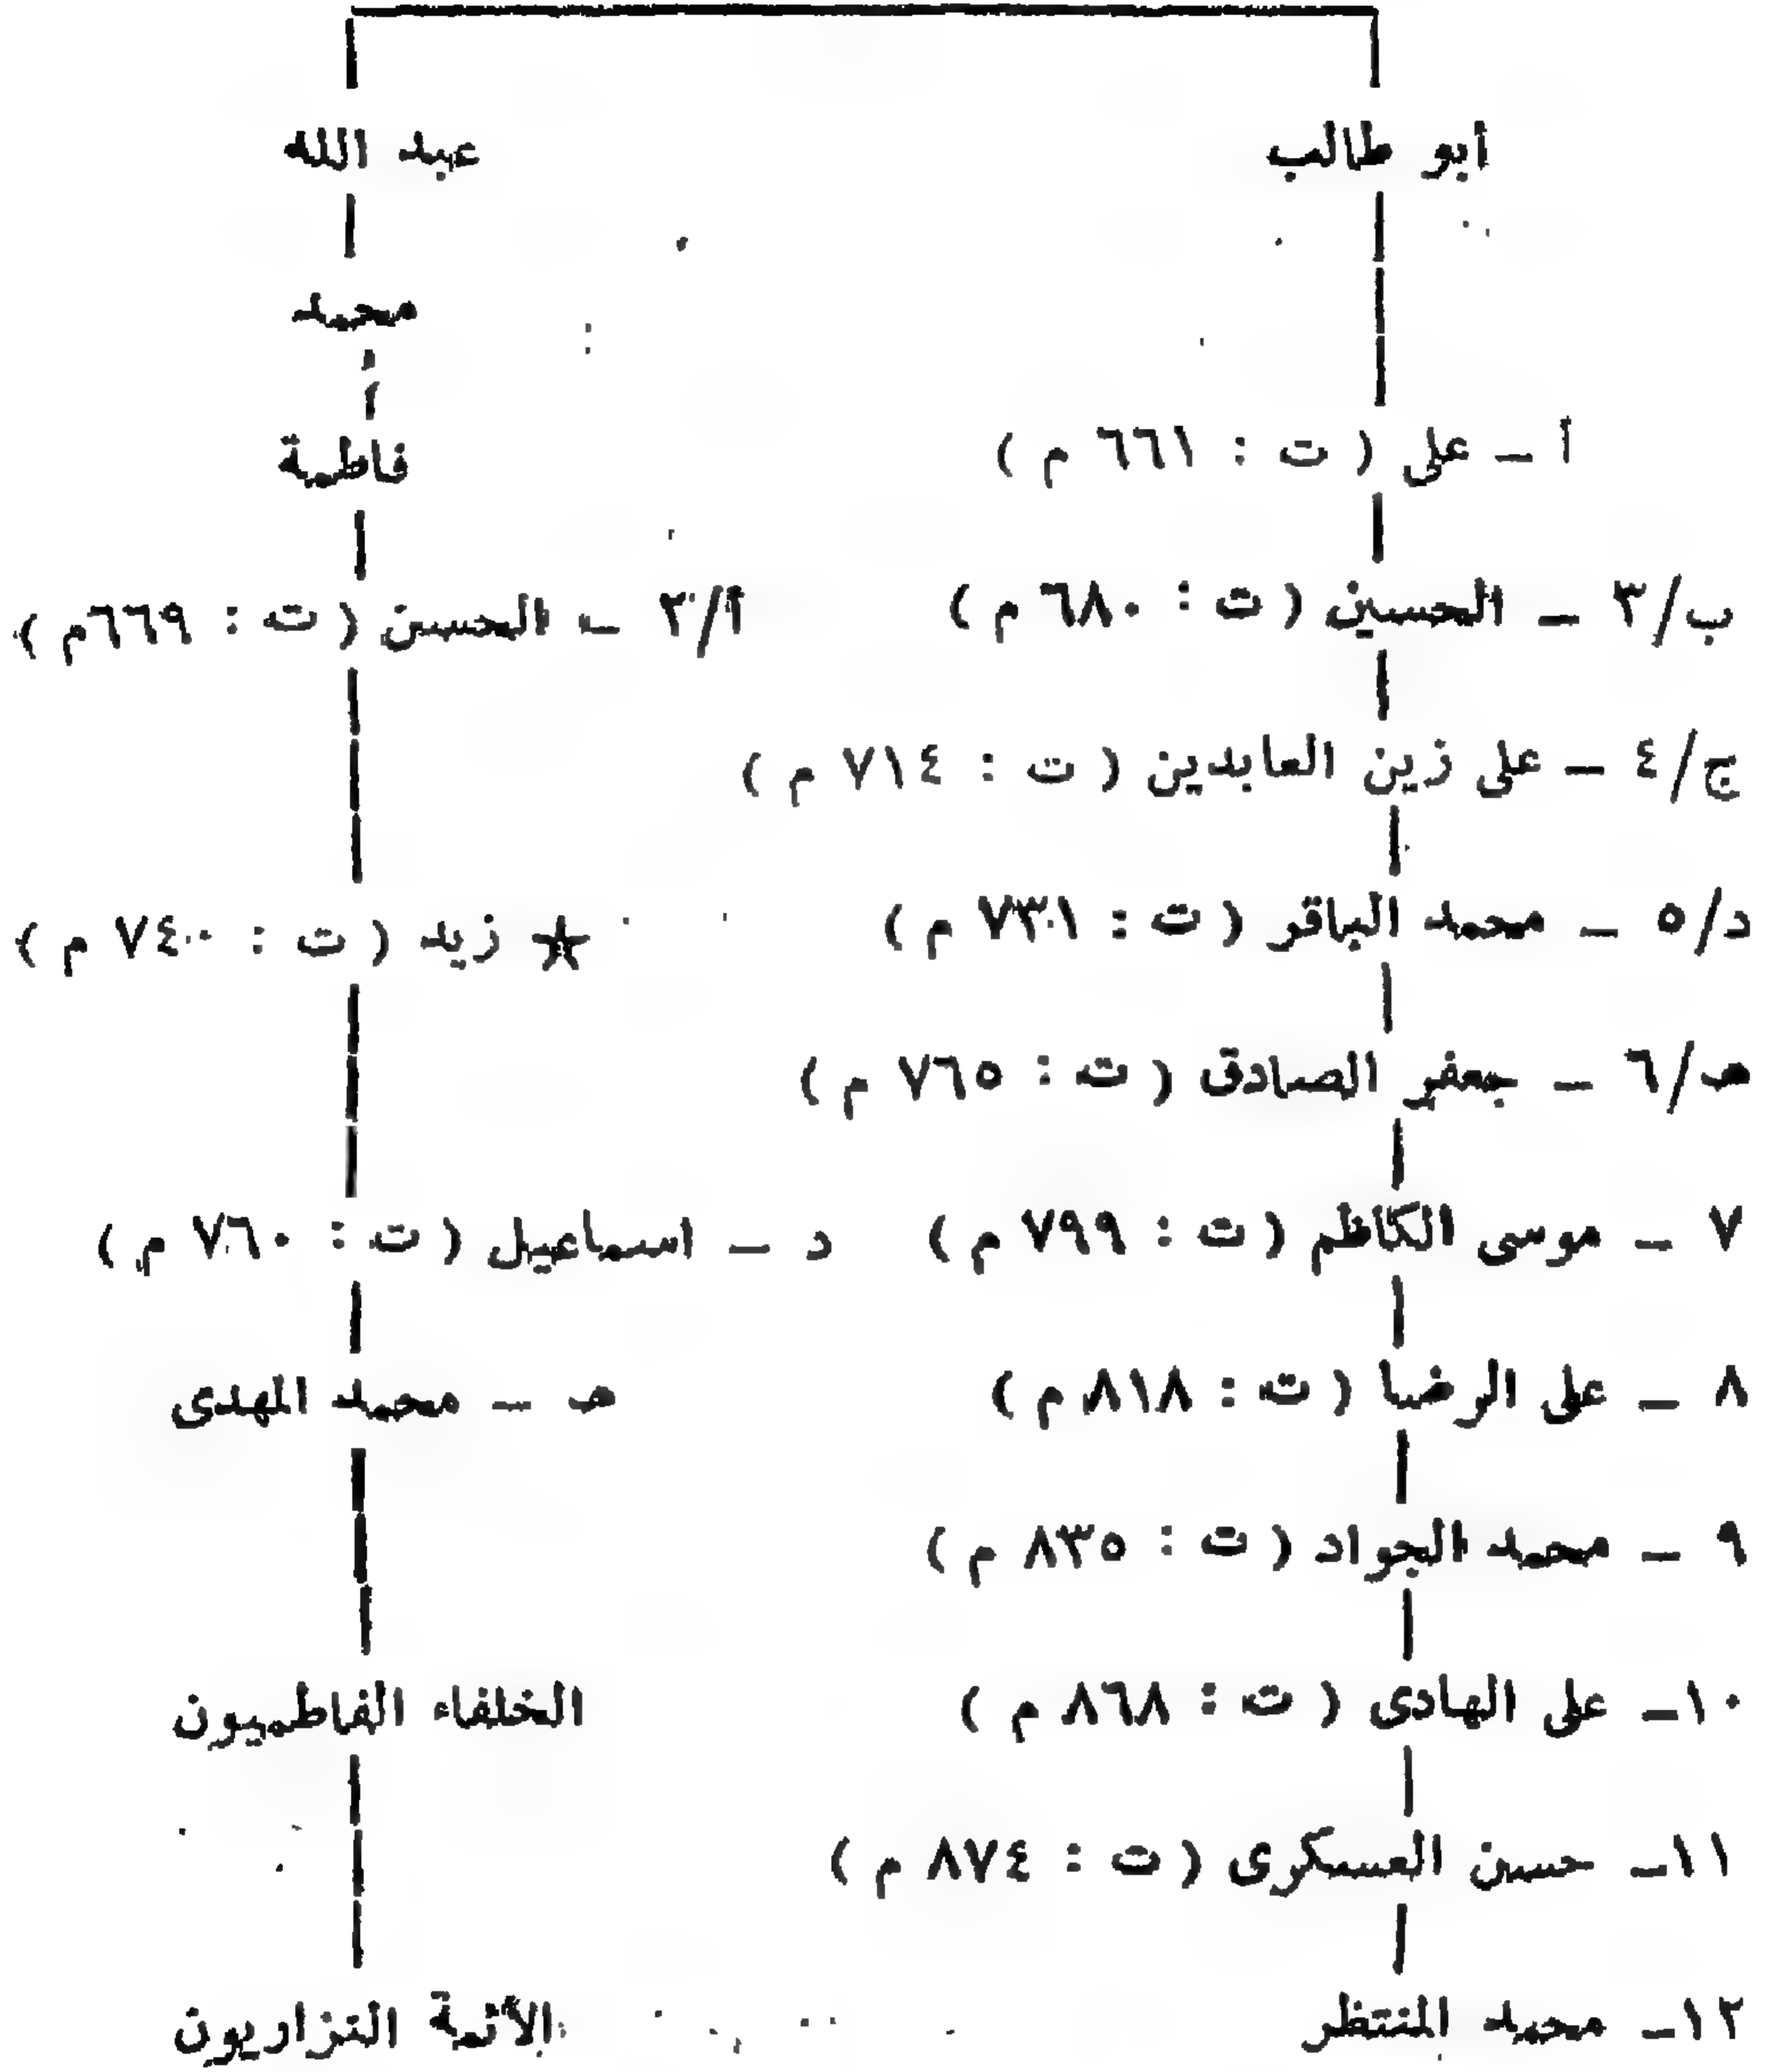 أبو طالب
عبد الله
محمد
أ – على ( ت : ٦٦١ م )
فاطمة
ب/٣ – الحسين ( ت : ٦٨٠ م )
أ/٢ – الحسن ( ت : ٦٦٩م )
ج/٤ – على زين العابدين ( ت : ٧١٤ م )
د/٥ – محمد الباقر ( ت : ٧٣١ م )
★ زيد ( ت : ٧٤٠ م )
هـ/٦ – جعفر الصادق ( ت : ٧٦٥ م )
٧ – موسى الكاظم ( ت : ٧٩٩ م )
د – اسماعيل ( ت : ٧٦٠ م )
٨ – على الرضا ( ت : ٨١٨ م )
هـ – محمد المهدى
٩ – محمد الجواد ( ت : ٨٣٥ م )
١٠– على الهادى ( ت : ٨٦٨ م )
الخلفاء الفاطميون
١١– حسن العسكرى ( ت : ٨٧٤ م )
١٢– محمد المنتظر
الأئمة النزاريون